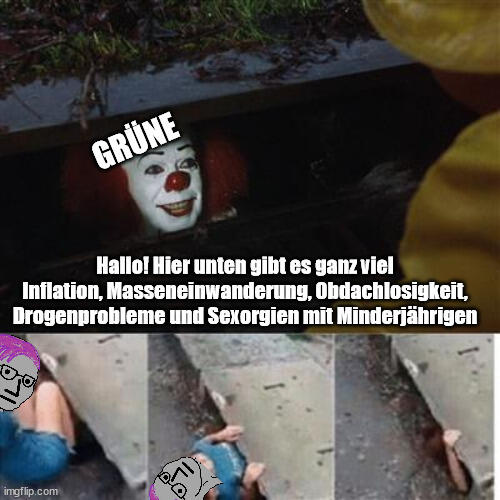 GRÜNE
Hallo! Hier unten gibt es ganz viel
Inflation, Masseneinwanderung, Obdachlosigkeit,
Drogenprobleme und Sexorgien mit Minderjährigen
imgflip.com